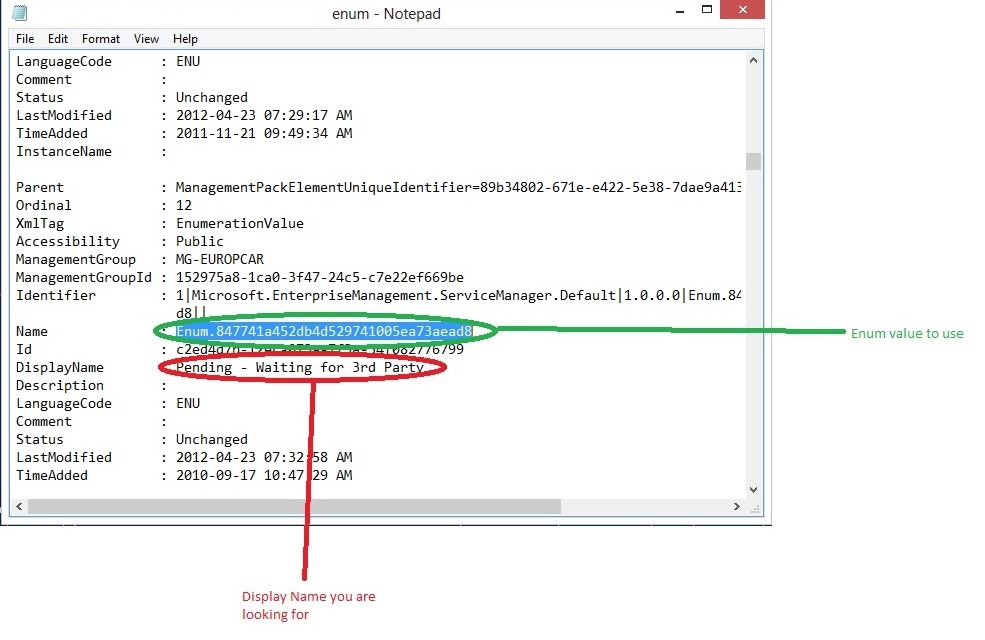 enum - Notepad
File Edit Format View Help
LanguageCode : ENU
Comment :
Status : Unchanged
LastModified : 2012-04-23 07:29:17 AM
TimeAdded : 2011-11-21 09:49:34 AM
InstanceName :
Parent : ManagementPackElementUniqueIdentifier=89b34802-671e-e422-5e38-7dae9a413
Ordinal : 12
XmlTag : EnumerationValue
Accessibility : Public
ManagementGroup : MG-EUROPCAR
ManagementGroupId : 152975a8-1ca0-3f47-24c5-c7e22ef669be
Identifier : 1|Microsoft.EnterpriseManagement.ServiceManager.Default|1.0.0.0|Enum.84
d8||
Name : Enum.847741a452db4d529741005ea73aead8
Enum value to use
Id :
DisplayName : Pending - Waiting for 3rd Party
Description :
LanguageCode : ENU
Comment :
Status : Unchanged
LastModified : 2012-04-23 07:32:58 AM
TimeAdded : 2010-09-17 10:47:29 AM
Display Name you are
looking for